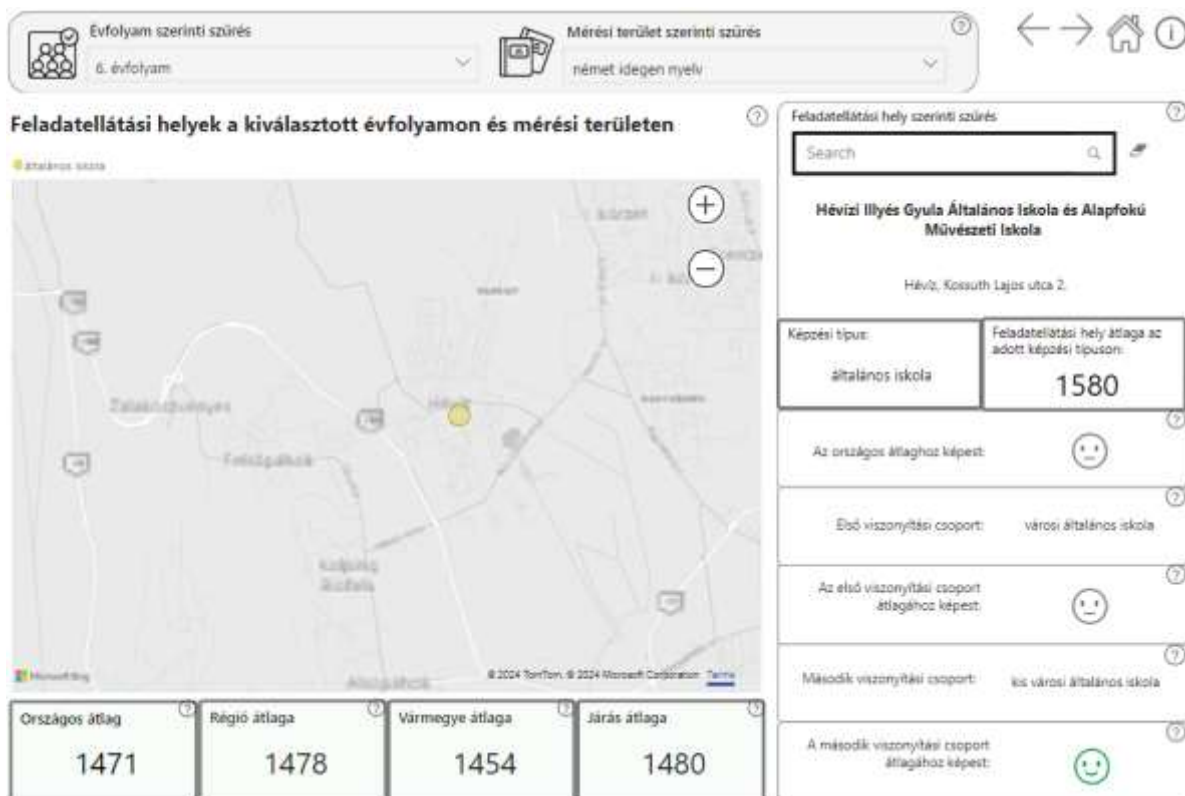 Évfolyam szerinti szűrés
6. évfolyam
Mérési terület szerinti szűrés
német idegen nyelv
Feladatellátási helyek a kiválasztott évfolyamon és mérési területen
általános iskola
Hévíz
Zalaköztvényes
Felsőpáhok
Alsópáhok
Microsoft Bing
© 2024 TomTom, © 2024 Microsoft Corporation Terms
Országos átlag
1471
Régió átlaga
1478
Vármegye átlaga
1454
Járás átlaga
1480
Feladatellátási hely szerinti szűrés
Search
Hévízi Illyés Gyula Általános Iskola és Alapfokú
Művészeti Iskola
Hévíz, Kossuth Lajos utca 2.
Képzési típus:
általános iskola
Feladatellátási hely átlaga az
adott képzési típuson:
1580
Az országos átlaghoz képest:
Első viszonyítási csoport:
városi általános iskola
Az első viszonyítási csoport
átlagához képest:
Második viszonyítási csoport:
kis városi általános iskola
A második viszonyítási csoport
átlagához képest: